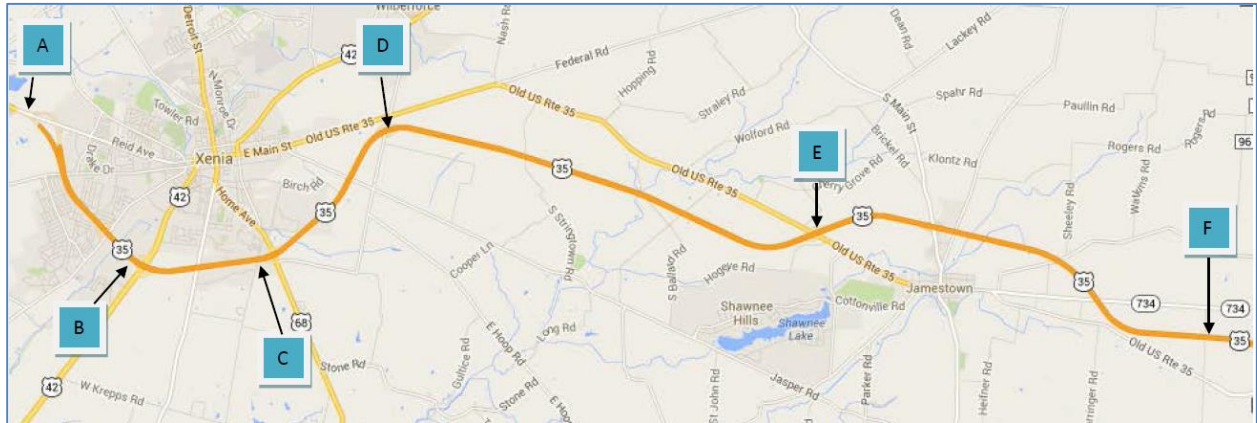 Wilberforce
A
D
Detroit St
42
Nash Rd
Federal Rd
Dean Rd
Lackey Rd
Hopping Rd
Spahr Rd
Paullin Rd
Rogers Rd
N Monroe Dr
Towler Rd
Old US Rte 35
Straley Rd
S Main St
Reid Ave
E Main St
Old US Rte 35
Wolford Rd
E
Brickel Rd
96
Drake Dr
Xenia
Cherry Grove Rd
Klontz Rd
Rogers Rd
35
Old US Rte 35
42
Home Ave
Birch Rd
35
S Stringtown Rd
35
Sheeley Rd
F
35
Cooper Ln
S Ballard Rd
Hogeye Rd
Old US Rte 35
Jamestown
35
734
734
B
C
68
Shawnee
Hills
Shawnee
Lake
Cottonville Rd
35
Old US Rte 35
Long Rd
E Hoop Rd
Gultice Rd
Stone Rd
42
W Krepps Rd
Stone Rd
E Hoop
St John Rd
Jasper Rd
Parker Rd
Heifner Rd